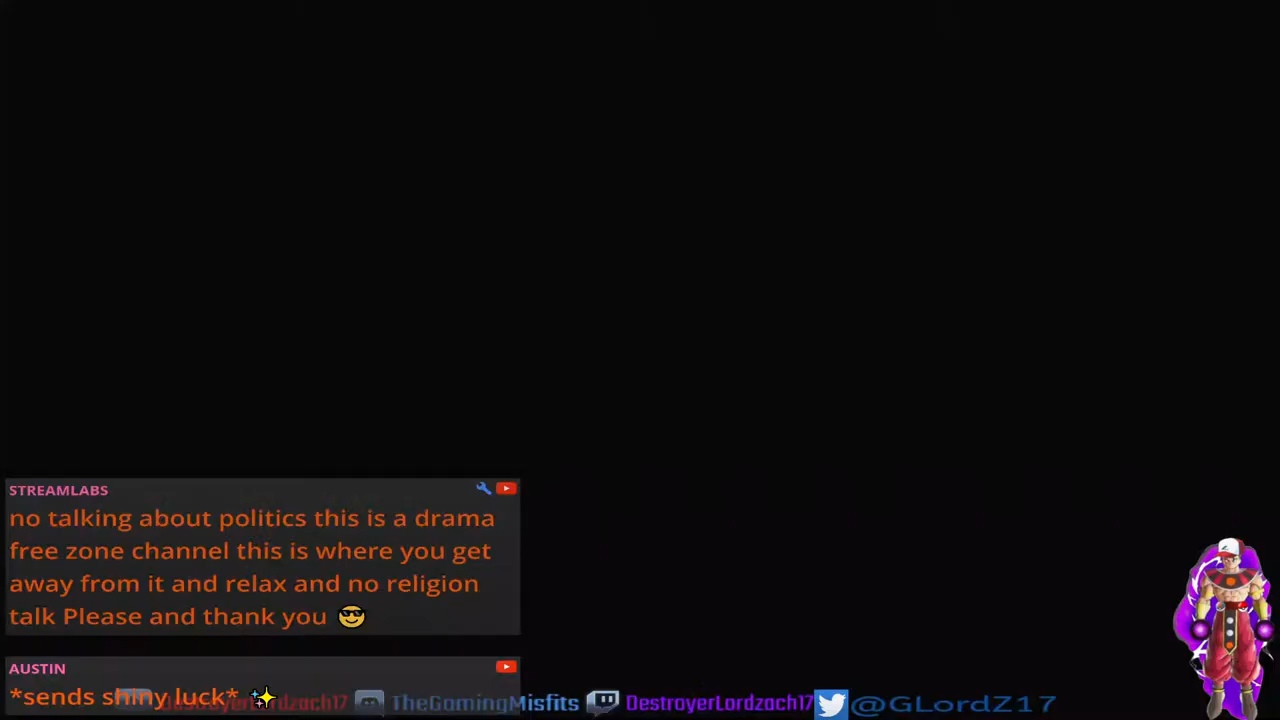 STREAMLABS
no talking about politics this is a drama
free zone channel this is where you get
away from it and relax and no religion
talk Please and thank you 😎
AUSTIN
*sends shiny luck* ✨
DestroyerLordzach17 TheGamingMisfits DestroyerLordzach17 @GLordZ17